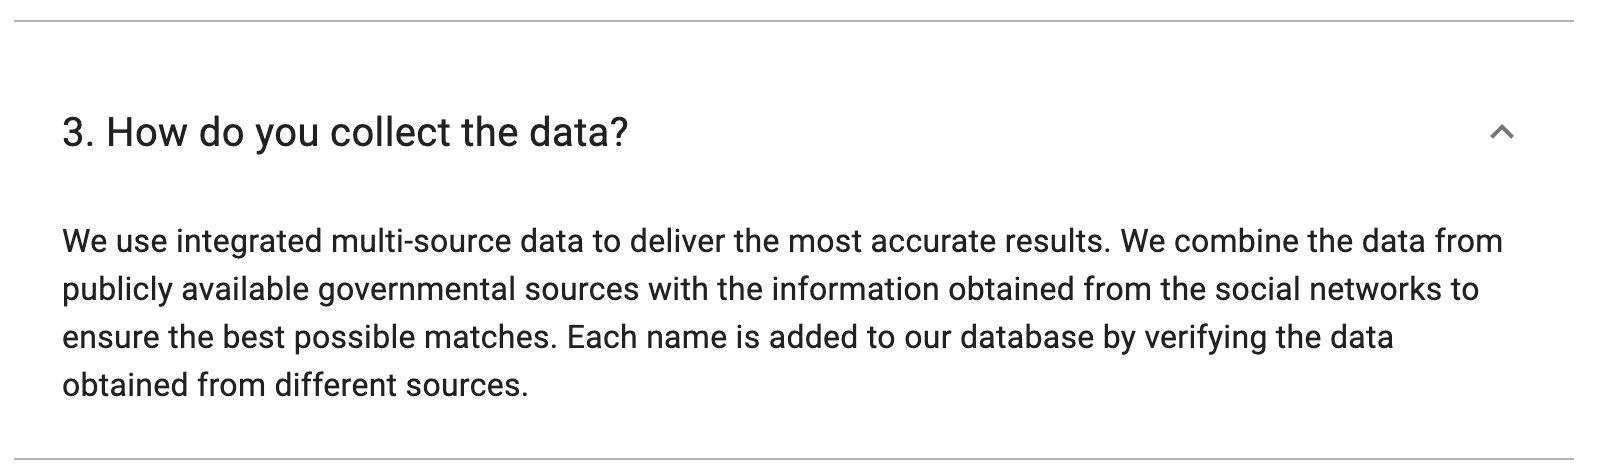 3. How do you collect the data?
We use integrated multi-source data to deliver the most accurate results. We combine the data from
publicly available governmental sources with the information obtained from the social networks to
ensure the best possible matches. Each name is added to our database by verifying the data
obtained from different sources.